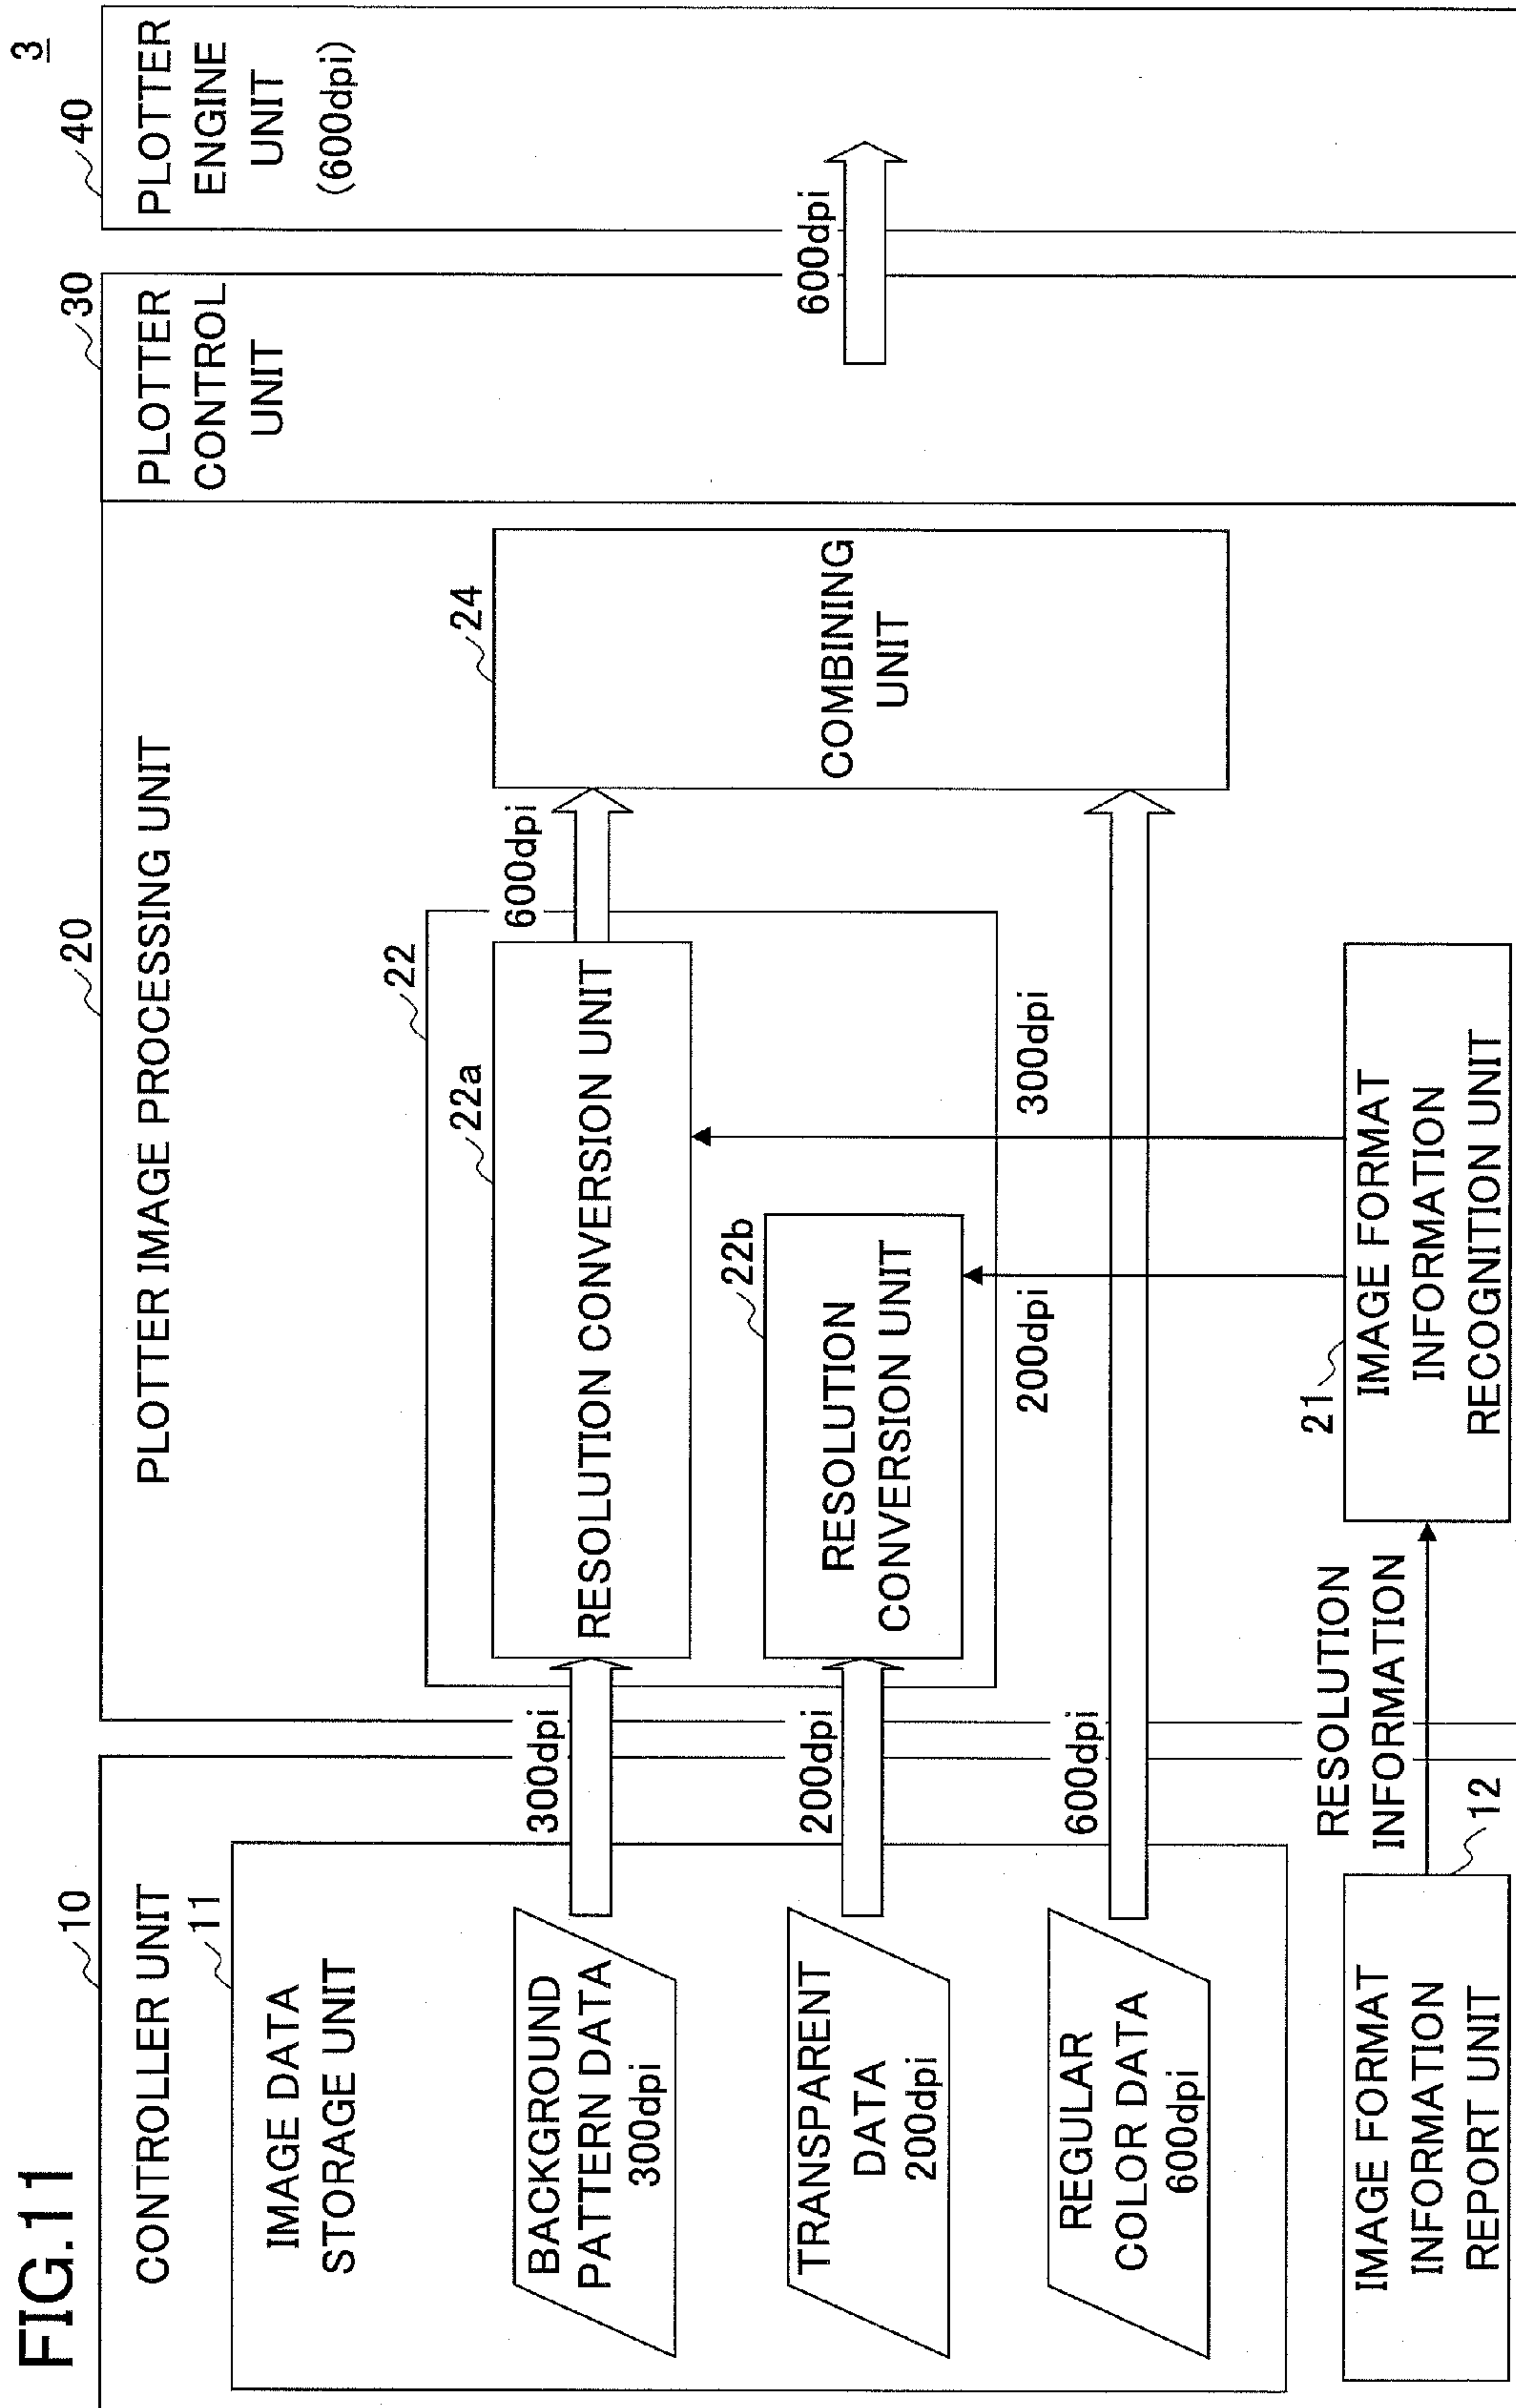 FIG.11
3
10
CONTROLLER UNIT
11
IMAGE DATA
STORAGE UNIT
BACKGROUND
PATTERN DATA
300dpi
TRANSPARENT
DATA
200dpi
REGULAR
COLOR DATA
600dpi
IMAGE FORMAT
INFORMATION
REPORT UNIT
12
300dpi
200dpi
600dpi
RESOLUTION
INFORMATION
20
PLOTTER IMAGE PROCESSING UNIT
22
22a
RESOLUTION CONVERSION UNIT
22b
RESOLUTION
CONVERSION UNIT
200dpi
300dpi
21
IMAGE FORMAT
INFORMATION
RECOGNITION UNIT
600dpi
24
COMBINING
UNIT
30
PLOTTER
CONTROL
UNIT
600dpi
40
PLOTTER
ENGINE
UNIT
(600dpi)